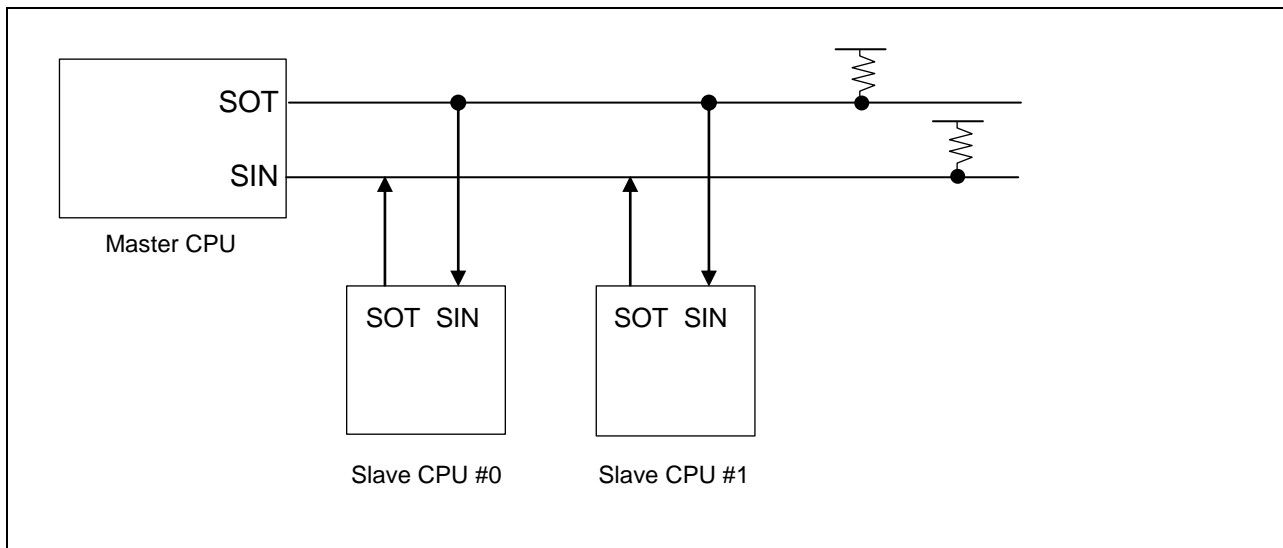 SOT
SIN
Master CPU
SOT SIN
SOT SIN
Slave CPU #0
Slave CPU #1